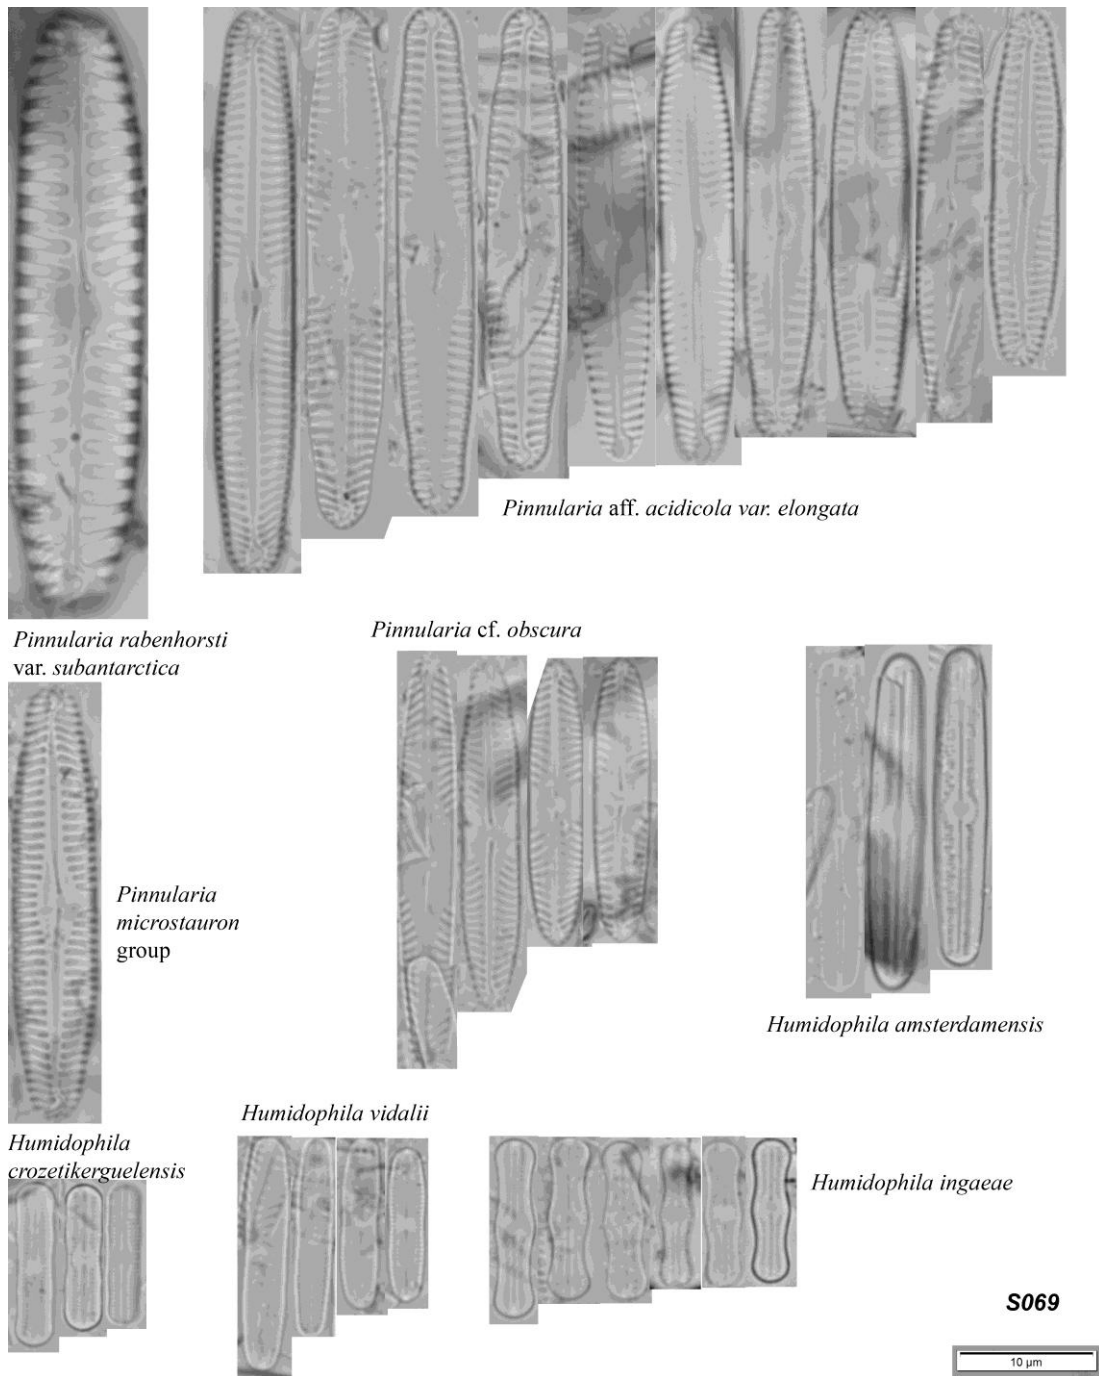 Pinnularia aff. acidicola var. elongata
Pinnularia rabenhorsti
var. subantarctica
Pinnularia cf. obscura
Pinnularia
microstauron
group
Humidophila amsterdamensis
Humidophila
crozetikerguelensis
Humidophila vidalii
Humidophila ingaeae
S069
10 µm